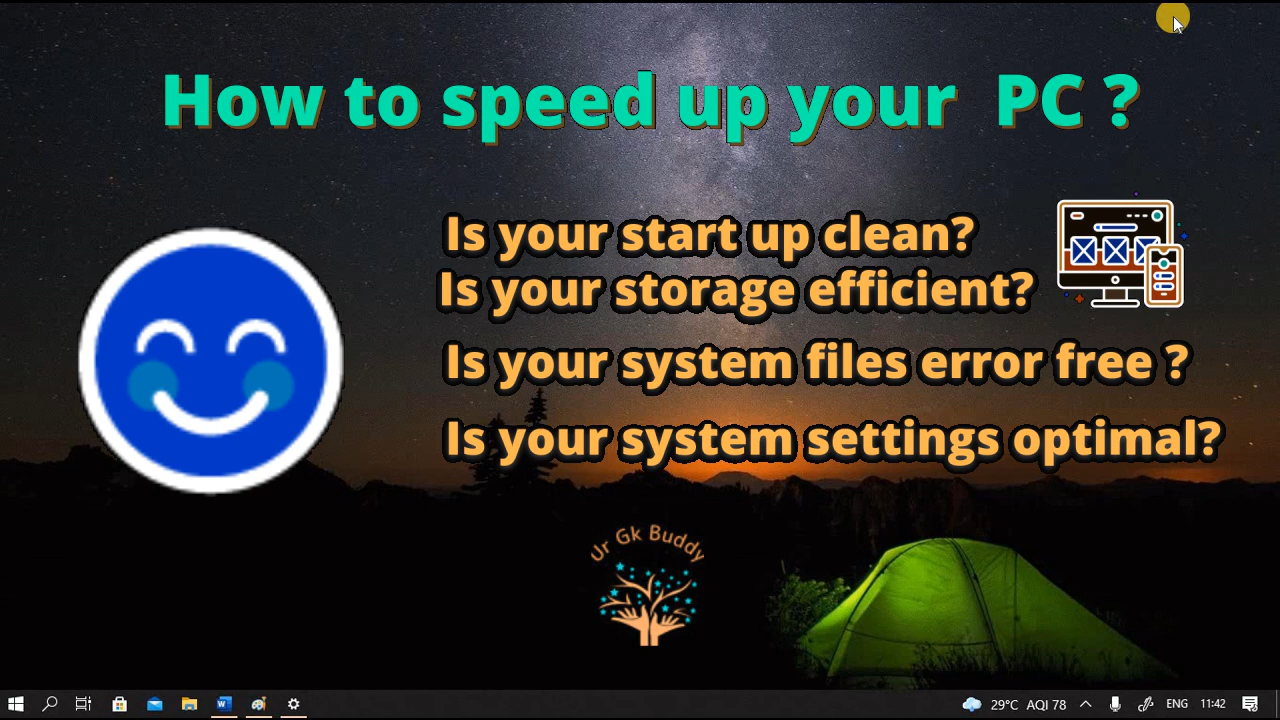 How to speed up your PC ?
Is your start up clean?
Is your storage efficient?
Is your system files error free ?
Is your system settings optimal?
Ur Gk Buddy
29°C AQI 78 ENG 11:42